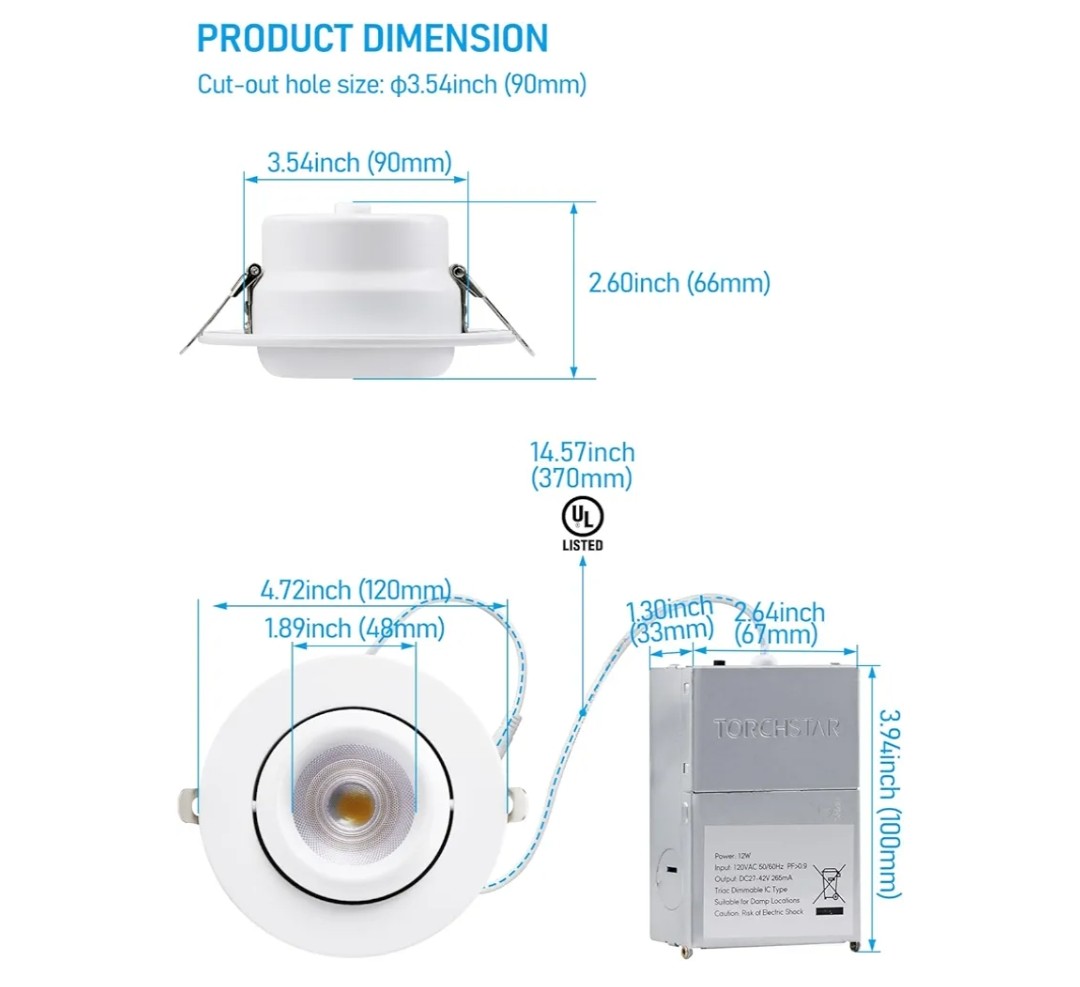 PRODUCT DIMENSION
Cut-out hole size: ф3.54inch (90mm)
3.54inch (90mm)
2.60inch (66mm)
14.57inch
(370mm)
UL
LISTED
4.72inch (120mm)
1.89inch (48mm)
1.30inch
(33mm)
2.64inch
(67mm)
3.94inch (100mm)
TORCHSTAR
Power: 12W
Input: 120VAC 50/60Hz PF>0.9
Output: DC27-42V 265mA
Triac Dimmable IC Type
Suitable for Damp Locations
Caution: Risk of Electric Shock